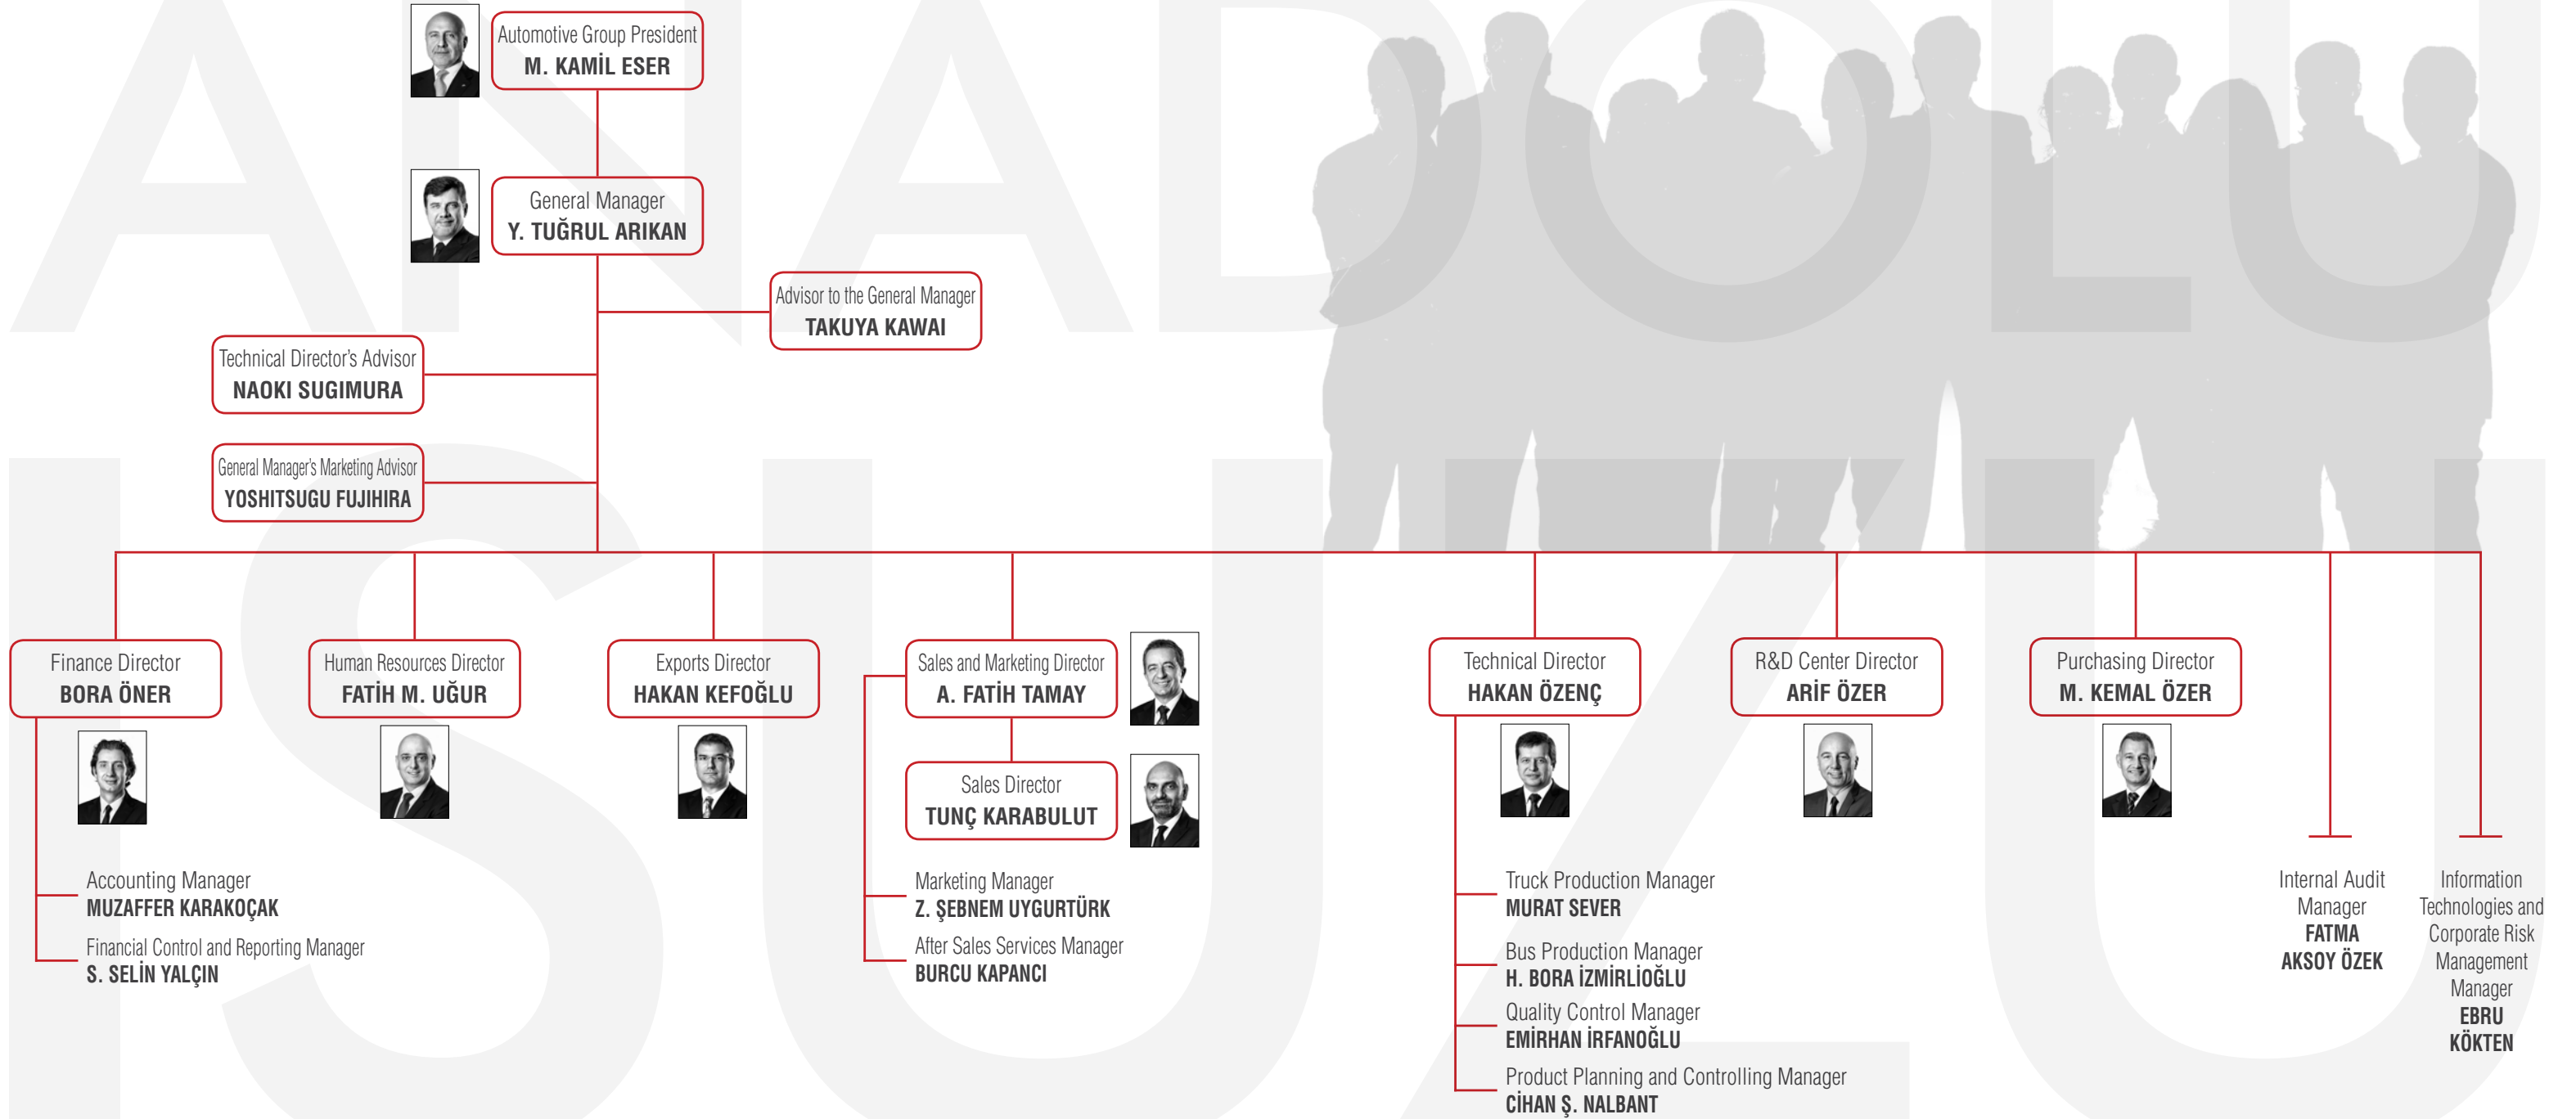 ANADOLU
ISUZU
Automotive Group President
M. KAMİL ESER
General Manager
Y. TUĞRUL ARIKAN
Advisor to the General Manager
TAKUYA KAWAI
Technical Director's Advisor
NAOKI SUGIMURA
General Manager's Marketing Advisor
YOSHITSUGU FUJIHIRA
Finance Director
BORA ÖNER
Accounting Manager
MUZAFFER KARAKOÇAK
Financial Control and Reporting Manager
S. SELİN YALÇIN
Human Resources Director
FATİH M. UĞUR
Exports Director
HAKAN KEFOĞLU
Sales and Marketing Director
A. FATİH TAMAY
Sales Director
TUNÇ KARABULUT
Marketing Manager
Z. ŞEBNEM UYGURTÜRK
After Sales Services Manager
BURCU KAPANCI
Technical Director
HAKAN ÖZENÇ
Truck Production Manager
MURAT SEVER
Bus Production Manager
H. BORA İZMİRLİOĞLU
Quality Control Manager
EMİRHAN İRFANOĞLU
Product Planning and Controlling Manager
CİHAN Ş. NALBANT
R&D Center Director
ARİF ÖZER
Purchasing Director
M. KEMAL ÖZER
Internal Audit
Manager
FATMA
AKSOY ÖZEK
Information
Technologies and
Corporate Risk
Management
Manager
EBRU
KÖKTEN